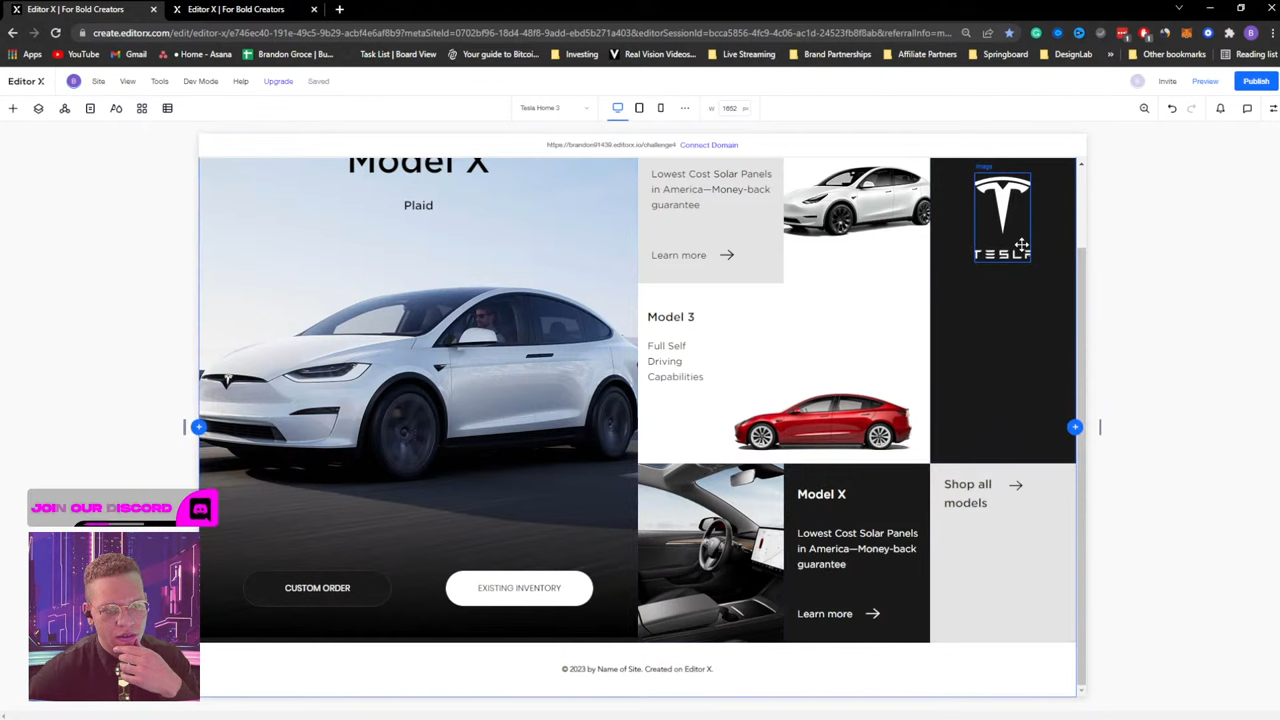 Editor X | For Bold Creators
Editor X | For Bold Creators
create.editorx.com/edit/e746ec40-191e-49c5-9b29-acbf4e6af8b9?metaSiteId=0702bf96-18d4-4b0f-92d9-ebd5b271a403&editorSessionId=bcca5856-4fc9-4c06-ac1d-24523fb8f8ab&referralInfo=m...
Apps YouTube Gmail • Home - Asana Brandon Groce | Bu... Task List | Board View Your guide to Bitcoi... Investing Real Vision Videos... Live Streaming Brand Partnerships Affiliate Partners Springboard DesignLab » Other bookmarks Reading list
Editor X B Site View Tools Dev Mode Help Upgrade Saved Invite Preview Publish
Tesla Home 3 W 1652 px
Connect Domain
Model X
Plaid
CUSTOM ORDER
EXISTING INVENTORY
Lowest Cost Solar Panels
in America—Money-back
guarantee
Learn more
Image
TESLA
Model 3
Full Self
Driving
Capabilities
Model X
Lowest Cost Solar Panels
in America—Money-back
guarantee
Learn more
Shop all
models
JOIN OUR DISCORD
© 2023 by Name of Site. Created on Editor X.